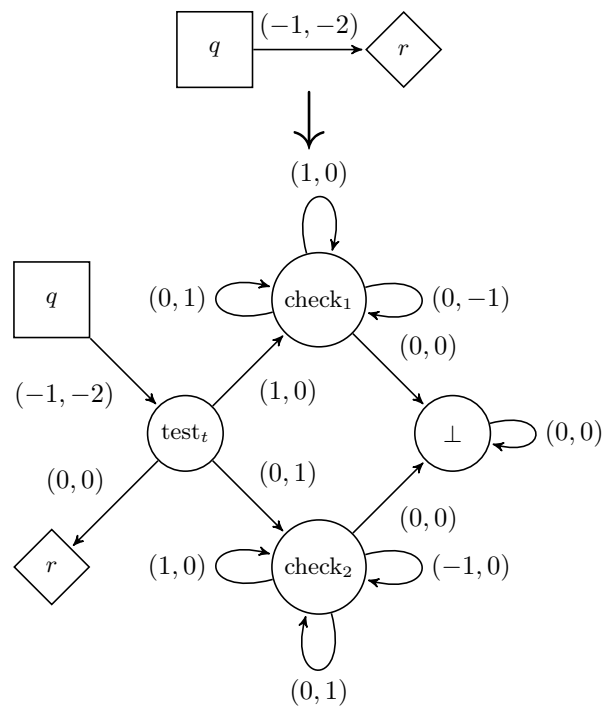 (−1, −2)
q
r
(1, 0)
q
(0, 1)
check₁
(0, −1)
(0, 0)
(−1, −2)
(1, 0)
test_t
⊥
(0, 0)
(0, 0)
(0, 1)
(0, 0)
r
(1, 0)
check₂
(−1, 0)
(0, 1)